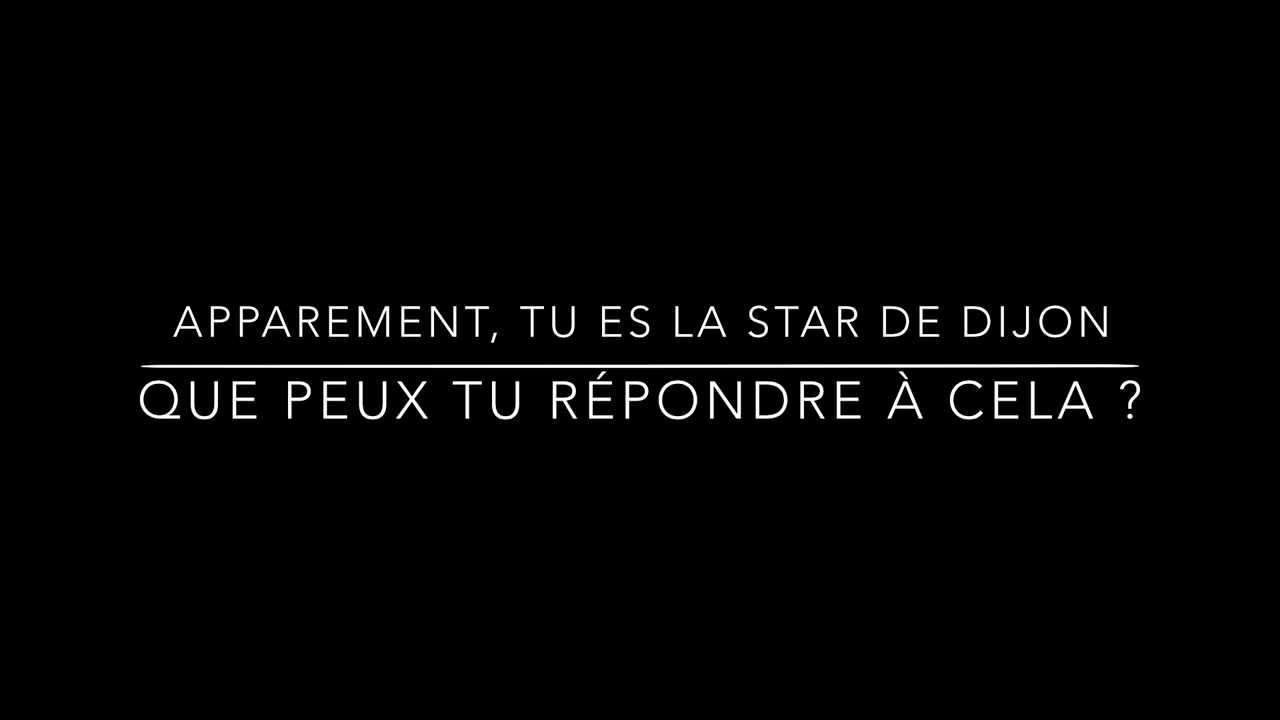 APPAREMENT, TU ES LA STAR DE DIJON
QUE PEUX TU RÉPONDRE À CELA ?